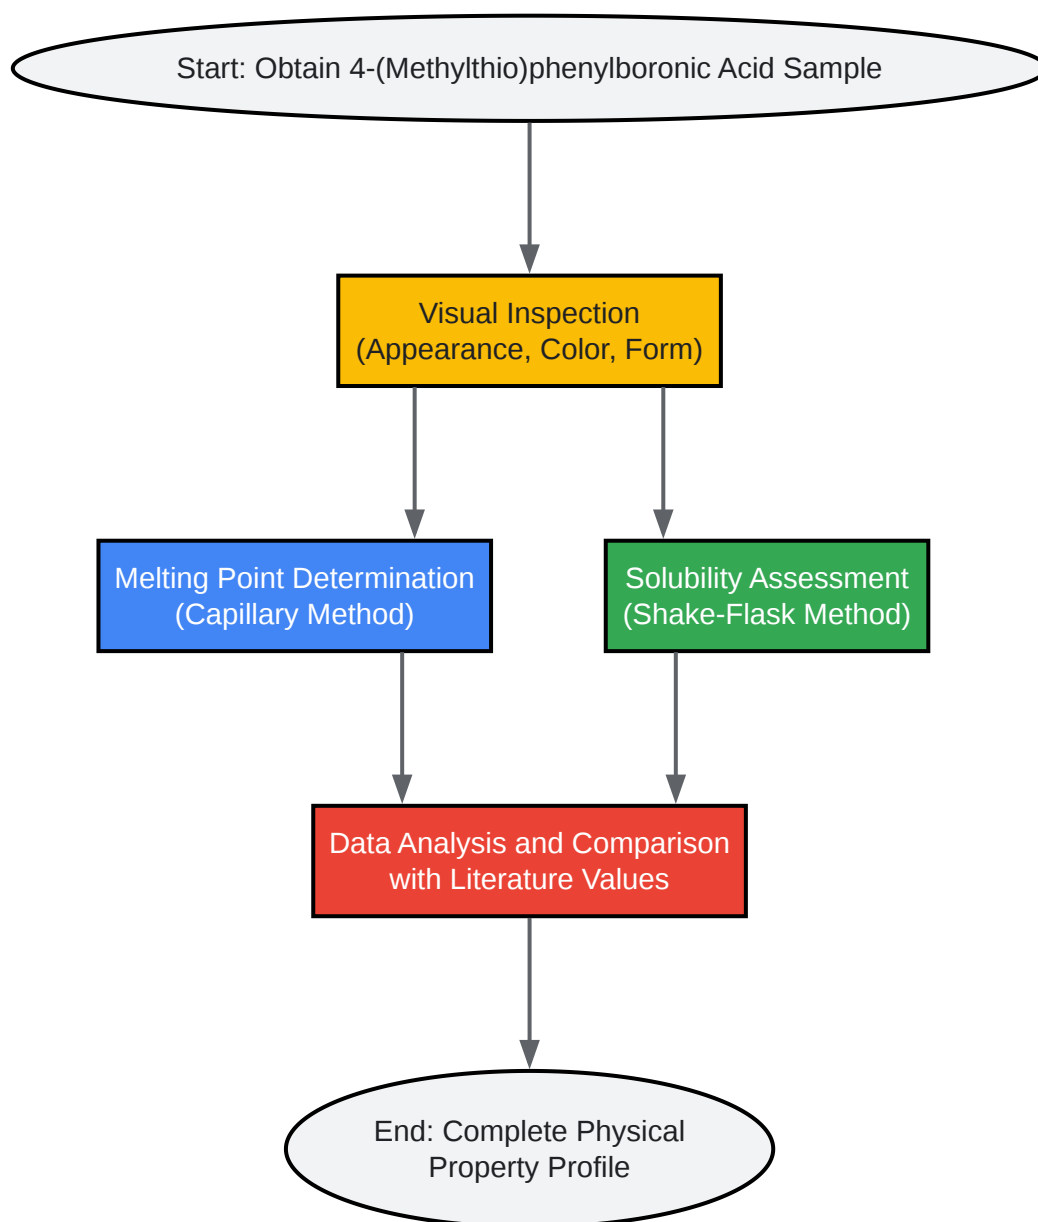 Start: Obtain 4-(Methylthio)phenylboronic Acid Sample
Visual Inspection
(Appearance, Color, Form)
Melting Point Determination
(Capillary Method)
Solubility Assessment
(Shake-Flask Method)
Data Analysis and Comparison
with Literature Values
End: Complete Physical
Property Profile